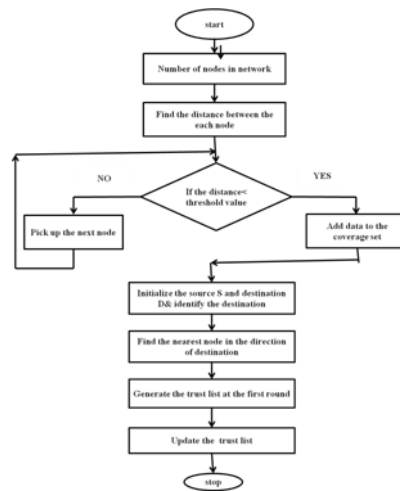 start
Number of nodes in network
Find the distance between the
each node
NO
YES
If the distance<
threshold value
Pick up the next node
Add data to the
coverage set
Initialize the source S and destination
D& identify the destination
Find the nearest node in the direction
of destination
Generate the trust list at the first round
Update the trust list
stop